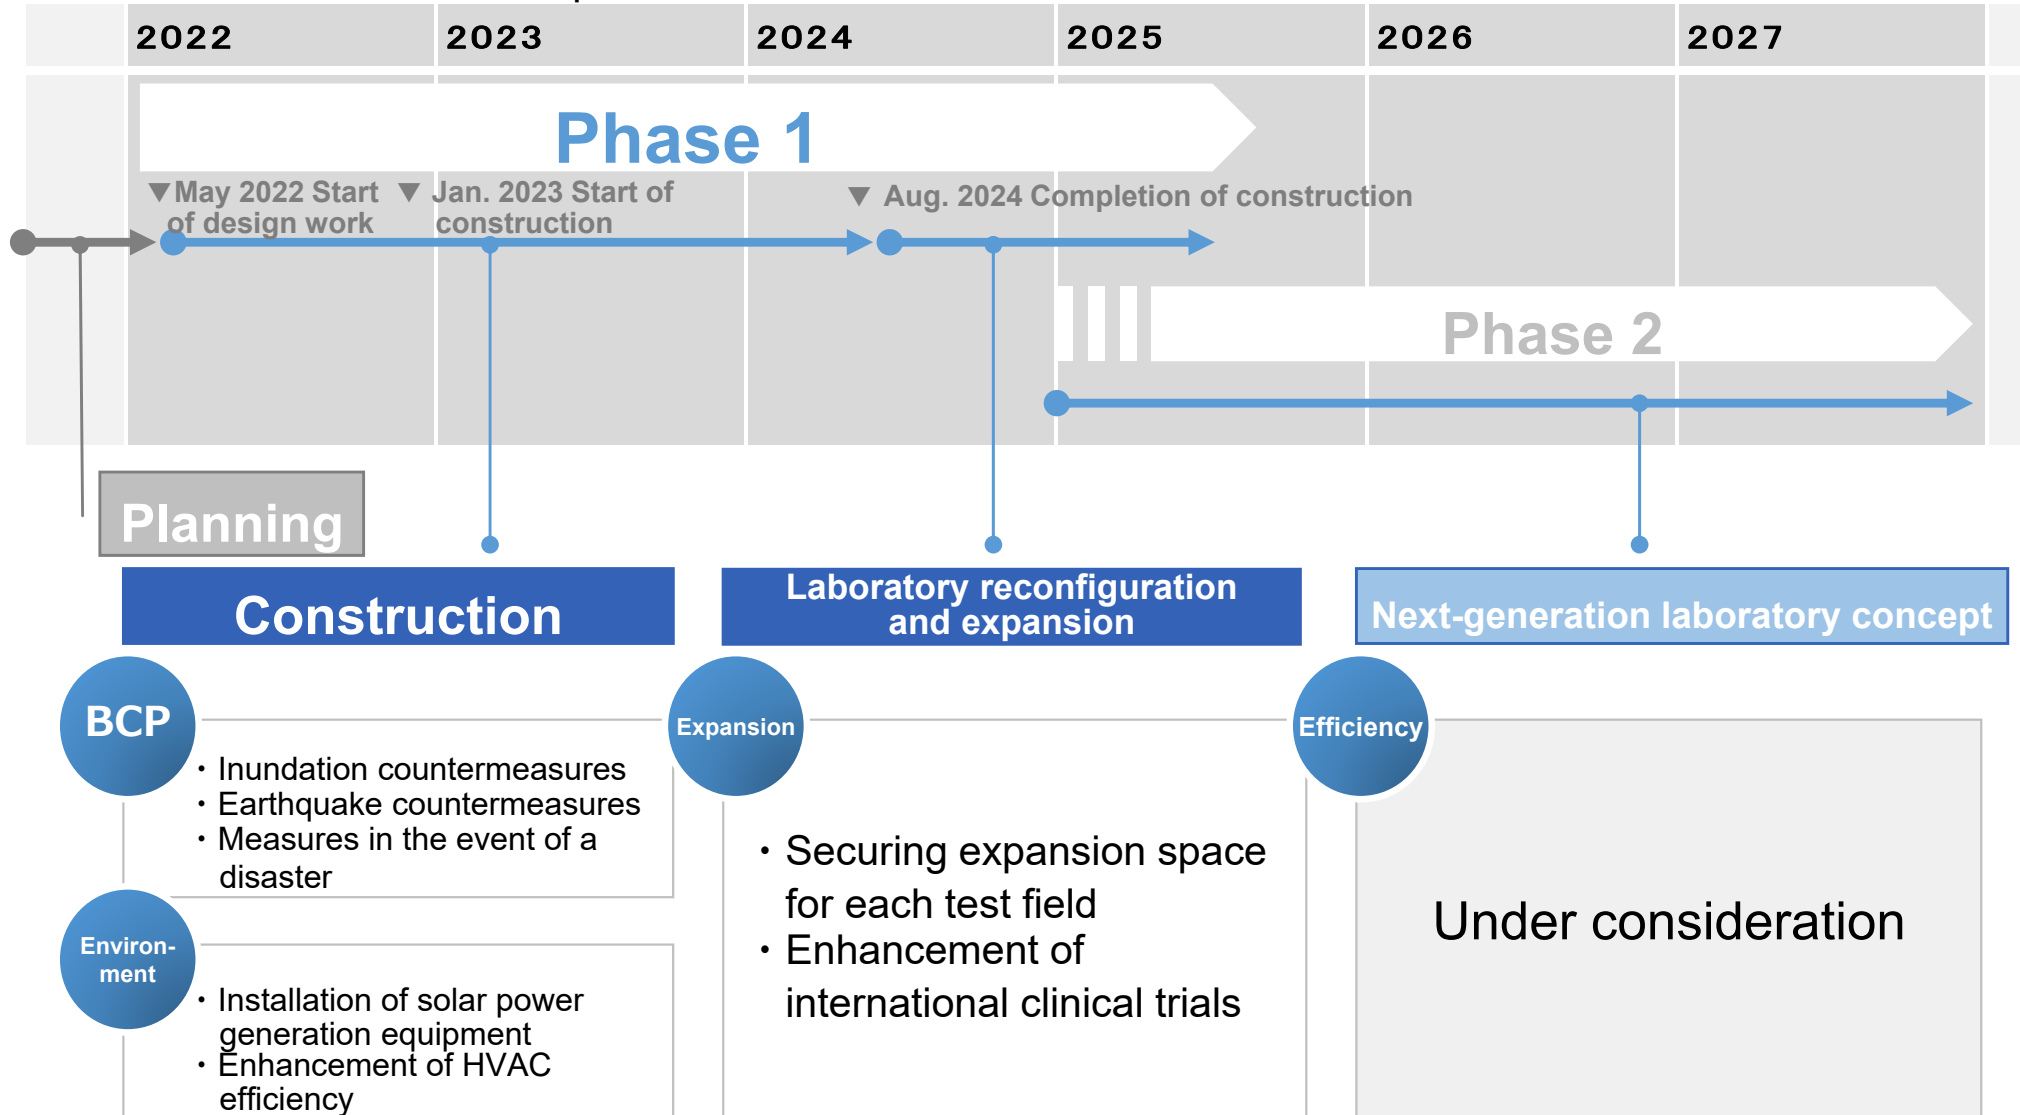 2022 2023 2024 2025 2026 2027
Phase 1
▼May 2022 Start
of design work
▼ Jan. 2023 Start of
construction
▼ Aug. 2024 Completion of construction
Phase 2
Planning
Construction
Laboratory reconfiguration
and expansion
Next-generation laboratory concept
BCP
・Inundation countermeasures
・Earthquake countermeasures
・Measures in the event of a
disaster
Environ-
ment
・Installation of solar power
generation equipment
・Enhancement of HVAC
efficiency
Expansion
・Securing expansion space
for each test field
・Enhancement of
international clinical trials
Efficiency
Under consideration